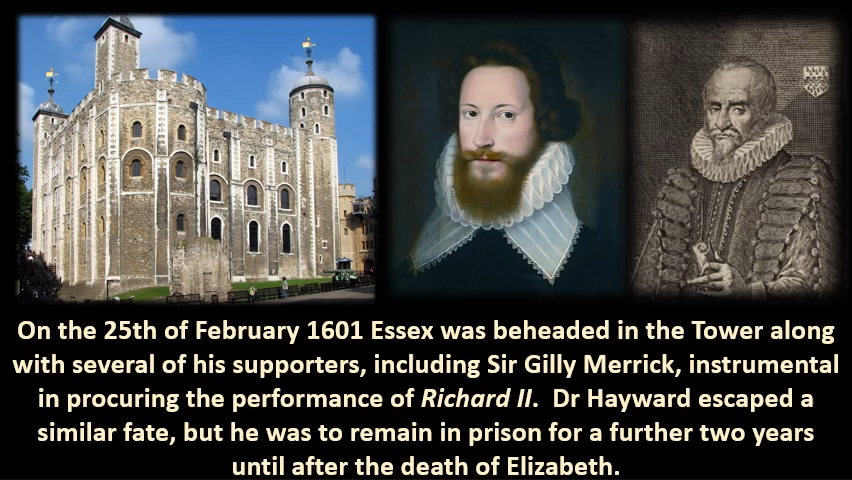 On the 25th of February 1601 Essex was beheaded in the Tower along
with several of his supporters, including Sir Gilly Merrick, instrumental
in procuring the performance of Richard II.  Dr Hayward escaped a
similar fate, but he was to remain in prison for a further two years
until after the death of Elizabeth.